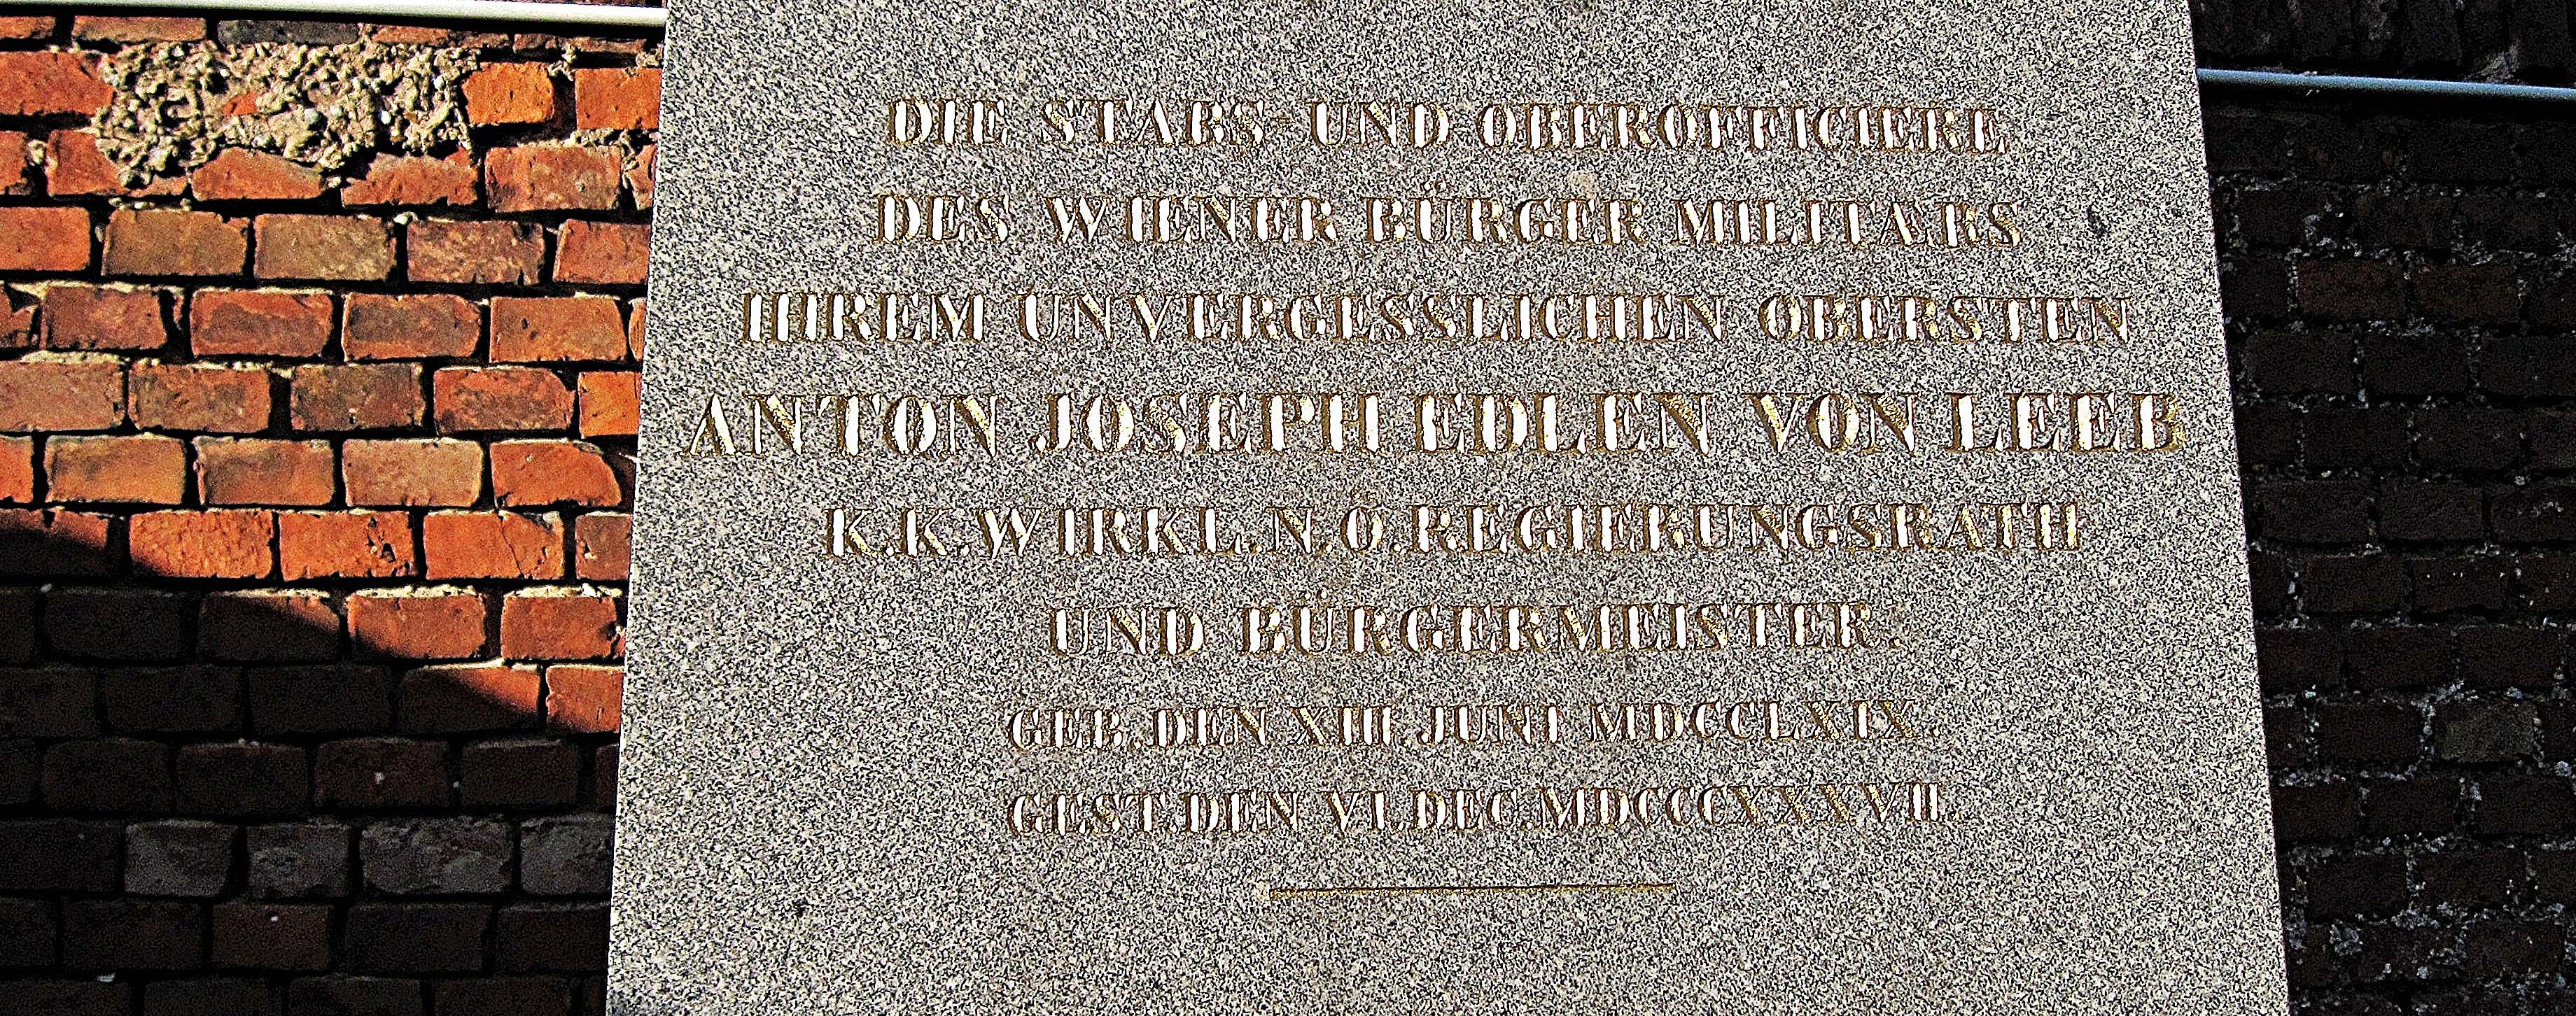 DIE STABS- UND OBEROFFICIERE
DES WIENER BÜRGER MILITÄRS
IHREM UNVERGESSLICHEN OBERSTEN
ANTON JOSEPH EDLEN VON LEEB
K.K.WIRKL.N.Ö.REGIERUNGSRATH
UND BÜRGERMEISTER.
GEB.DEN XIII.JUNI MDCCLXIX.
GEST.DEN VI.DEC.MDCCCXXXVII.